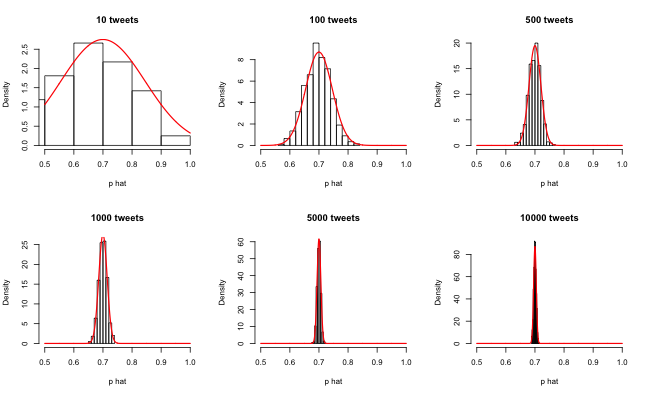 10 tweets
Density
0.0 0.5 1.0 1.5 2.0 2.5
0.5 0.6 0.7 0.8 0.9 1.0
p hat
100 tweets
Density
0 2 4 6 8
0.5 0.6 0.7 0.8 0.9 1.0
p hat
500 tweets
Density
0 5 10 15 20
0.5 0.6 0.7 0.8 0.9 1.0
p hat
1000 tweets
Density
0 5 10 15 20 25
0.5 0.6 0.7 0.8 0.9 1.0
p hat
5000 tweets
Density
0 10 20 30 40 50 60
0.5 0.6 0.7 0.8 0.9 1.0
p hat
10000 tweets
Density
0 20 40 60 80
0.5 0.6 0.7 0.8 0.9 1.0
p hat